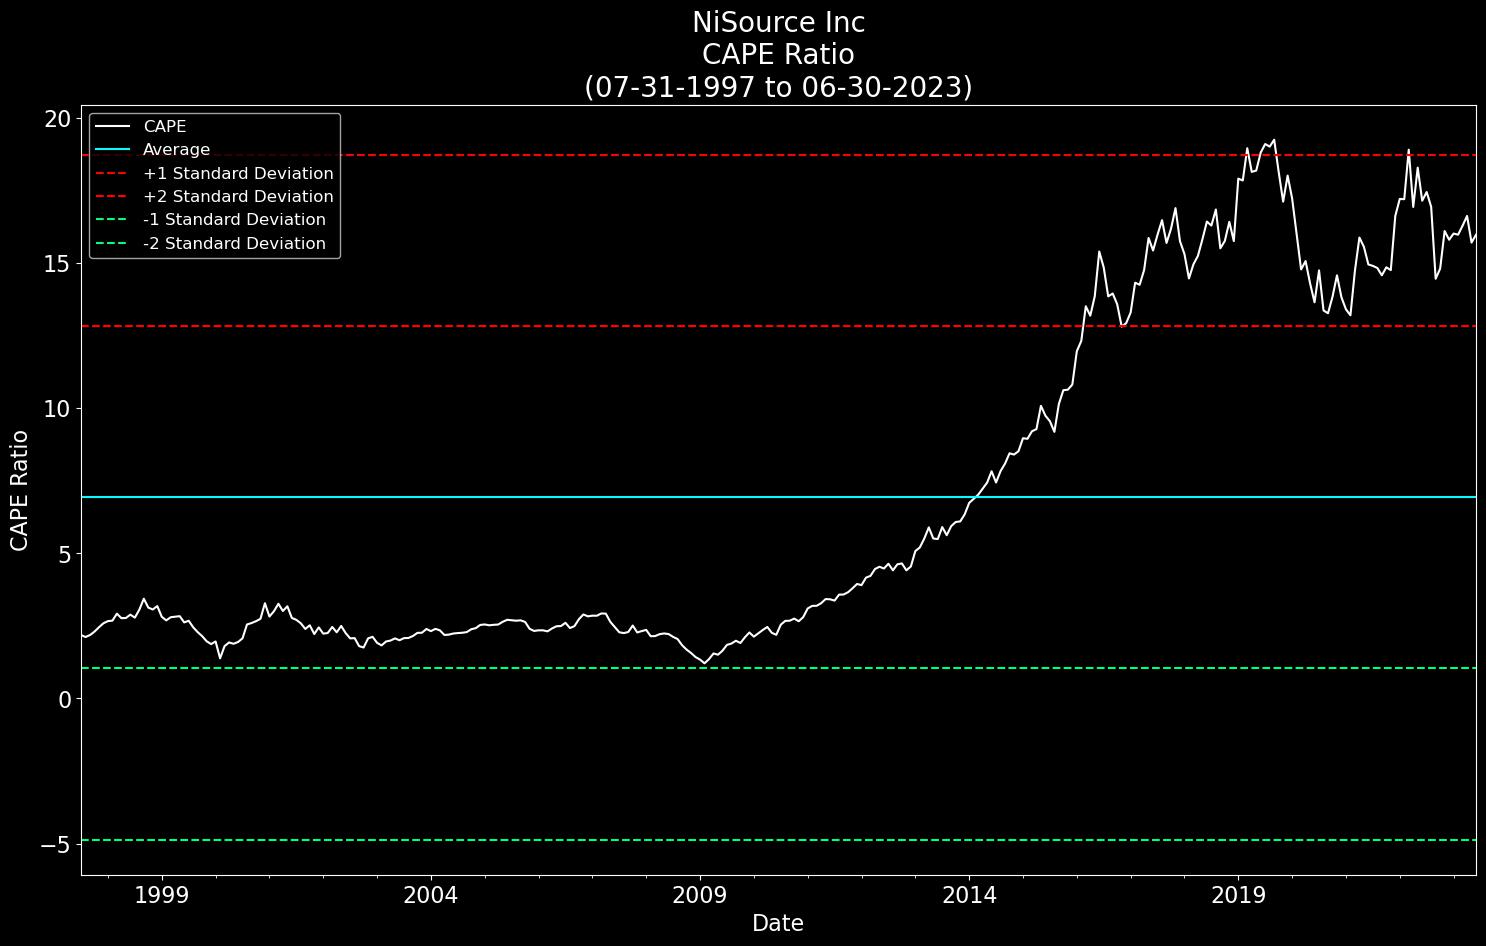 NiSource Inc
CAPE Ratio
(07-31-1997 to 06-30-2023)
CAPE
Average
+1 Standard Deviation
+2 Standard Deviation
-1 Standard Deviation
-2 Standard Deviation
20
15
10
5
0
−5
CAPE Ratio
1999 2004 2009 2014 2019
Date